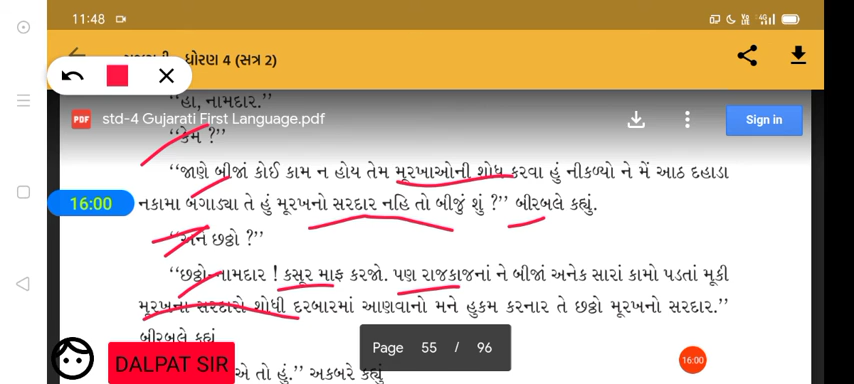 11:48
ધોરણ 4 (સત્ર 2)
"હા, નામદાર."
std-4 Gujarati First Language.pdf
Sign in
"કેમ ?"
"જાણે બીજાં કોઈ કામ ન હોય તેમ મૂરખાઓની શોધ કરવા હું નીકળ્યો ને મેં આઠ દહાડા
16:00
નકામા બગાડ્યા તે હું મૂરખનો સરદાર નહિ તો બીજું શું ?" બીરબલે કહ્યું.
"અને છઠ્ઠો ?"
"છઠ્ઠો નામદાર ! કસૂર માફ કરજો. પણ રાજકાજનાં ને બીજાં અનેક સારાં કામો પડતાં મૂકી
મૂરખના સરદારો શોધી દરબારમાં આણવાનો મને હુકમ કરનાર તે છઠ્ઠો મૂરખનો સરદાર."
બીરબલે કહ્યું
Page 55 / 96
16:00
DALPAT SIR
એ તો હું." અકબરે કહ્યું